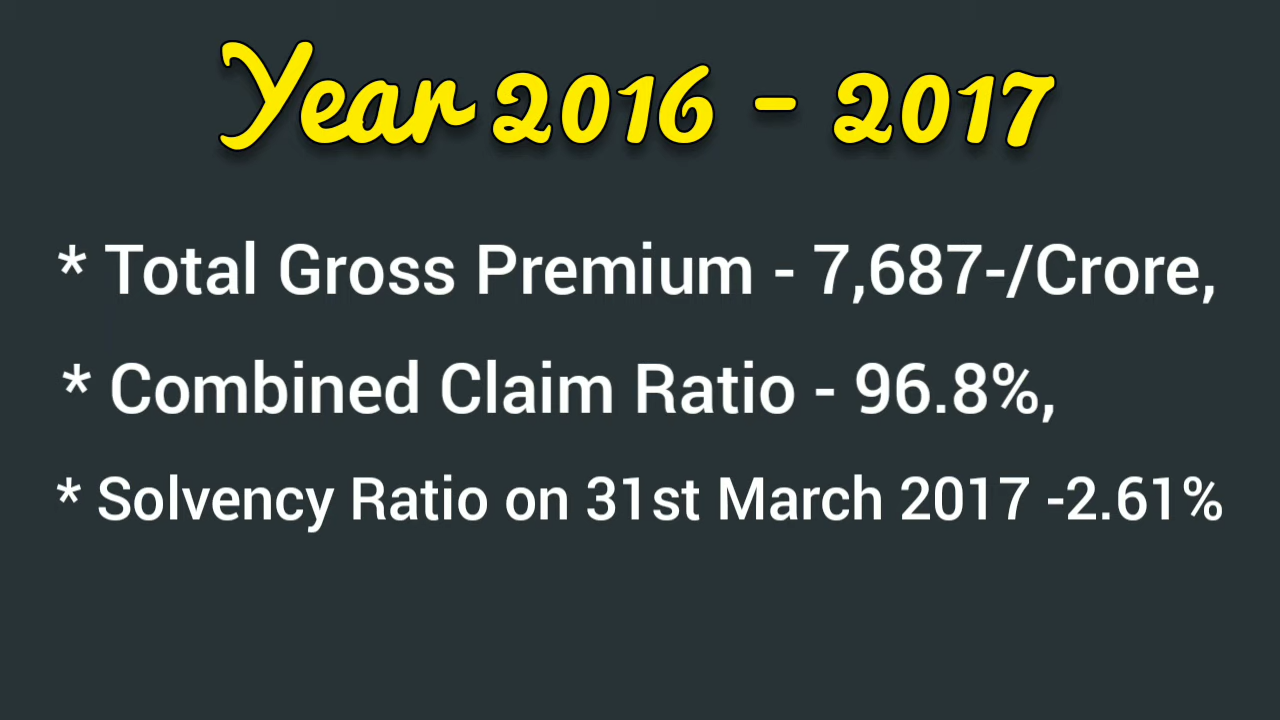 Year 2016 - 2017
* Total Gross Premium - 7,687-/Crore,
* Combined Claim Ratio - 96.8%,
* Solvency Ratio on 31st March 2017 -2.61%